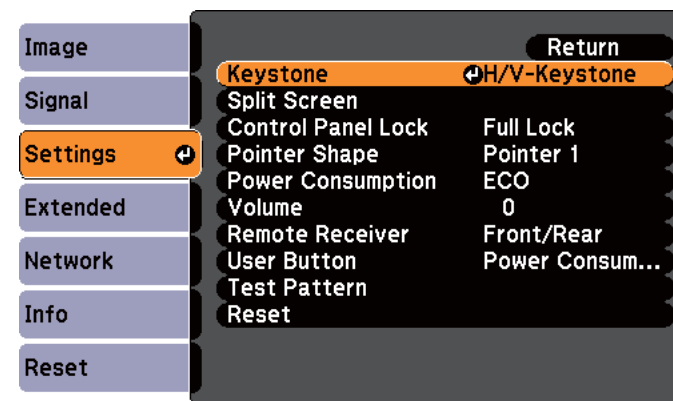 Image
Signal
Settings
Extended
Network
Info
Reset
Return
Keystone H/V-Keystone
Split Screen
Control Panel Lock Full Lock
Pointer Shape Pointer 1
Power Consumption ECO
Volume 0
Remote Receiver Front/Rear
User Button Power Consum...
Test Pattern
Reset